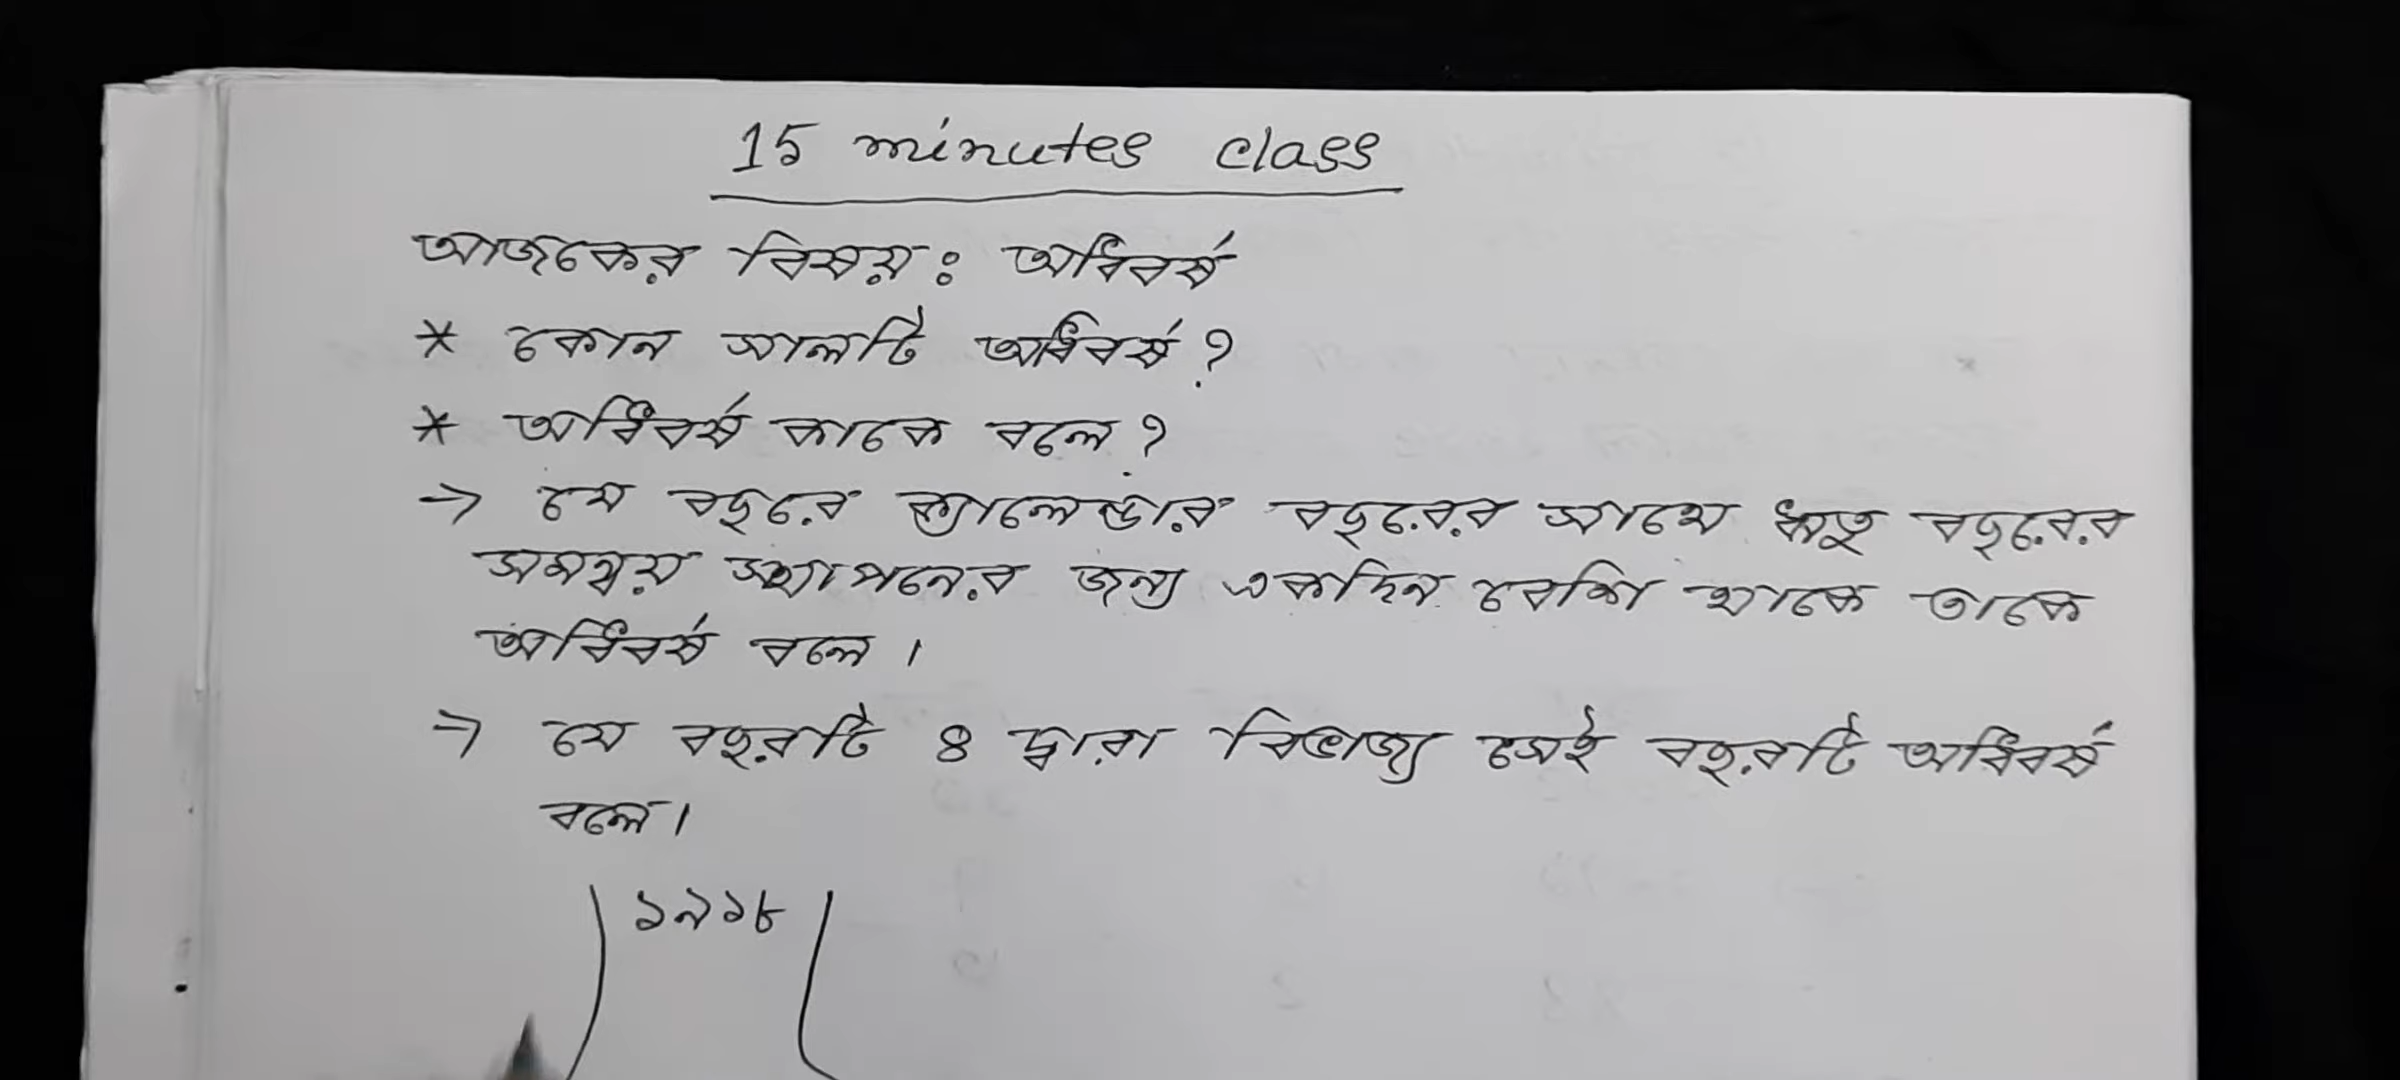 15 minutes class
আজকের বিষয়ঃ অধিবর্ষ
* কোন সালটি অধিবর্ষ?
* অধিবর্ষ কাকে বলে?
→ যে বছরে ক্যালেন্ডার বছরের সাথে ঋতু বছরের
সমন্বয় স্থাপনের জন্য একদিন বেশি থাকে তাকে
অধিবর্ষ বলে।
→ যে বছরটি ৪ দ্বারা বিভাজ্য সেই বছরটি অধিবর্ষ
বলে।
)১৯১৮(